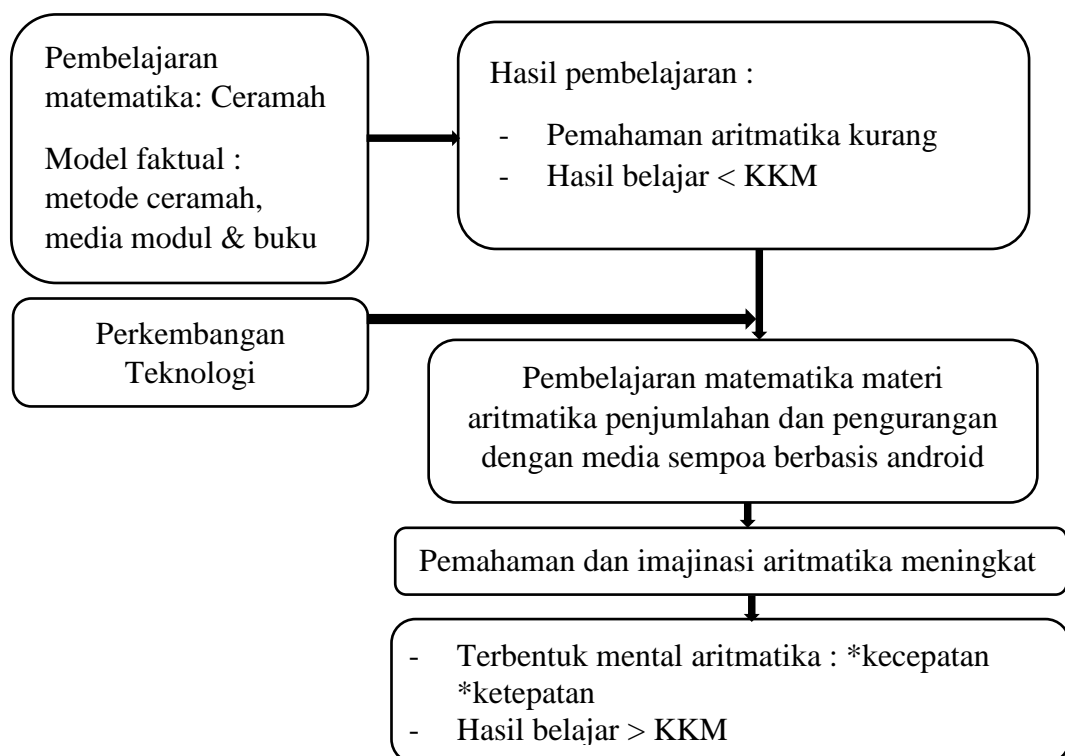 Pembelajaran
matematika: Ceramah
Model faktual :
metode ceramah,
media modul & buku
Hasil pembelajaran :
- Pemahaman aritmatika kurang
- Hasil belajar < KKM
Perkembangan
Teknologi
Pembelajaran matematika materi
aritmatika penjumlahan dan pengurangan
dengan media sempoa berbasis android
Pemahaman dan imajinasi aritmatika meningkat
- Terbentuk mental aritmatika : *kecepatan
*ketepatan
- Hasil belajar > KKM